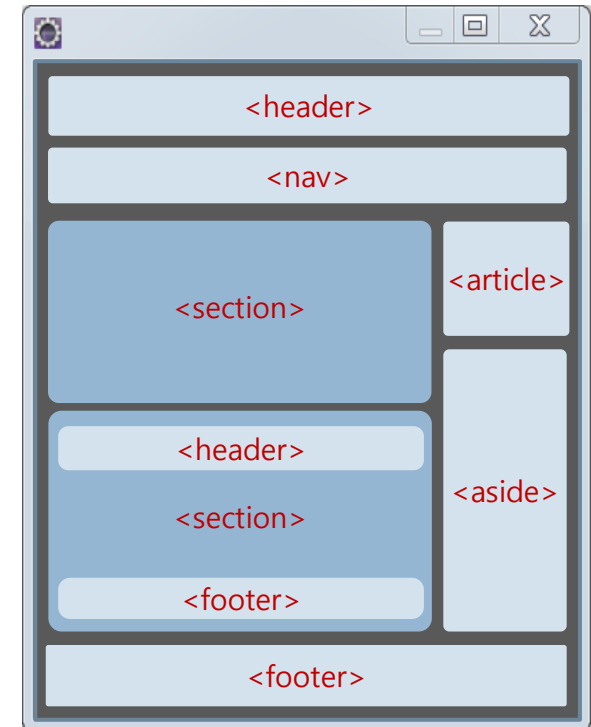 <header>
<nav>
<section>
<article>
<header>
<section>
<footer>
<aside>
<footer>